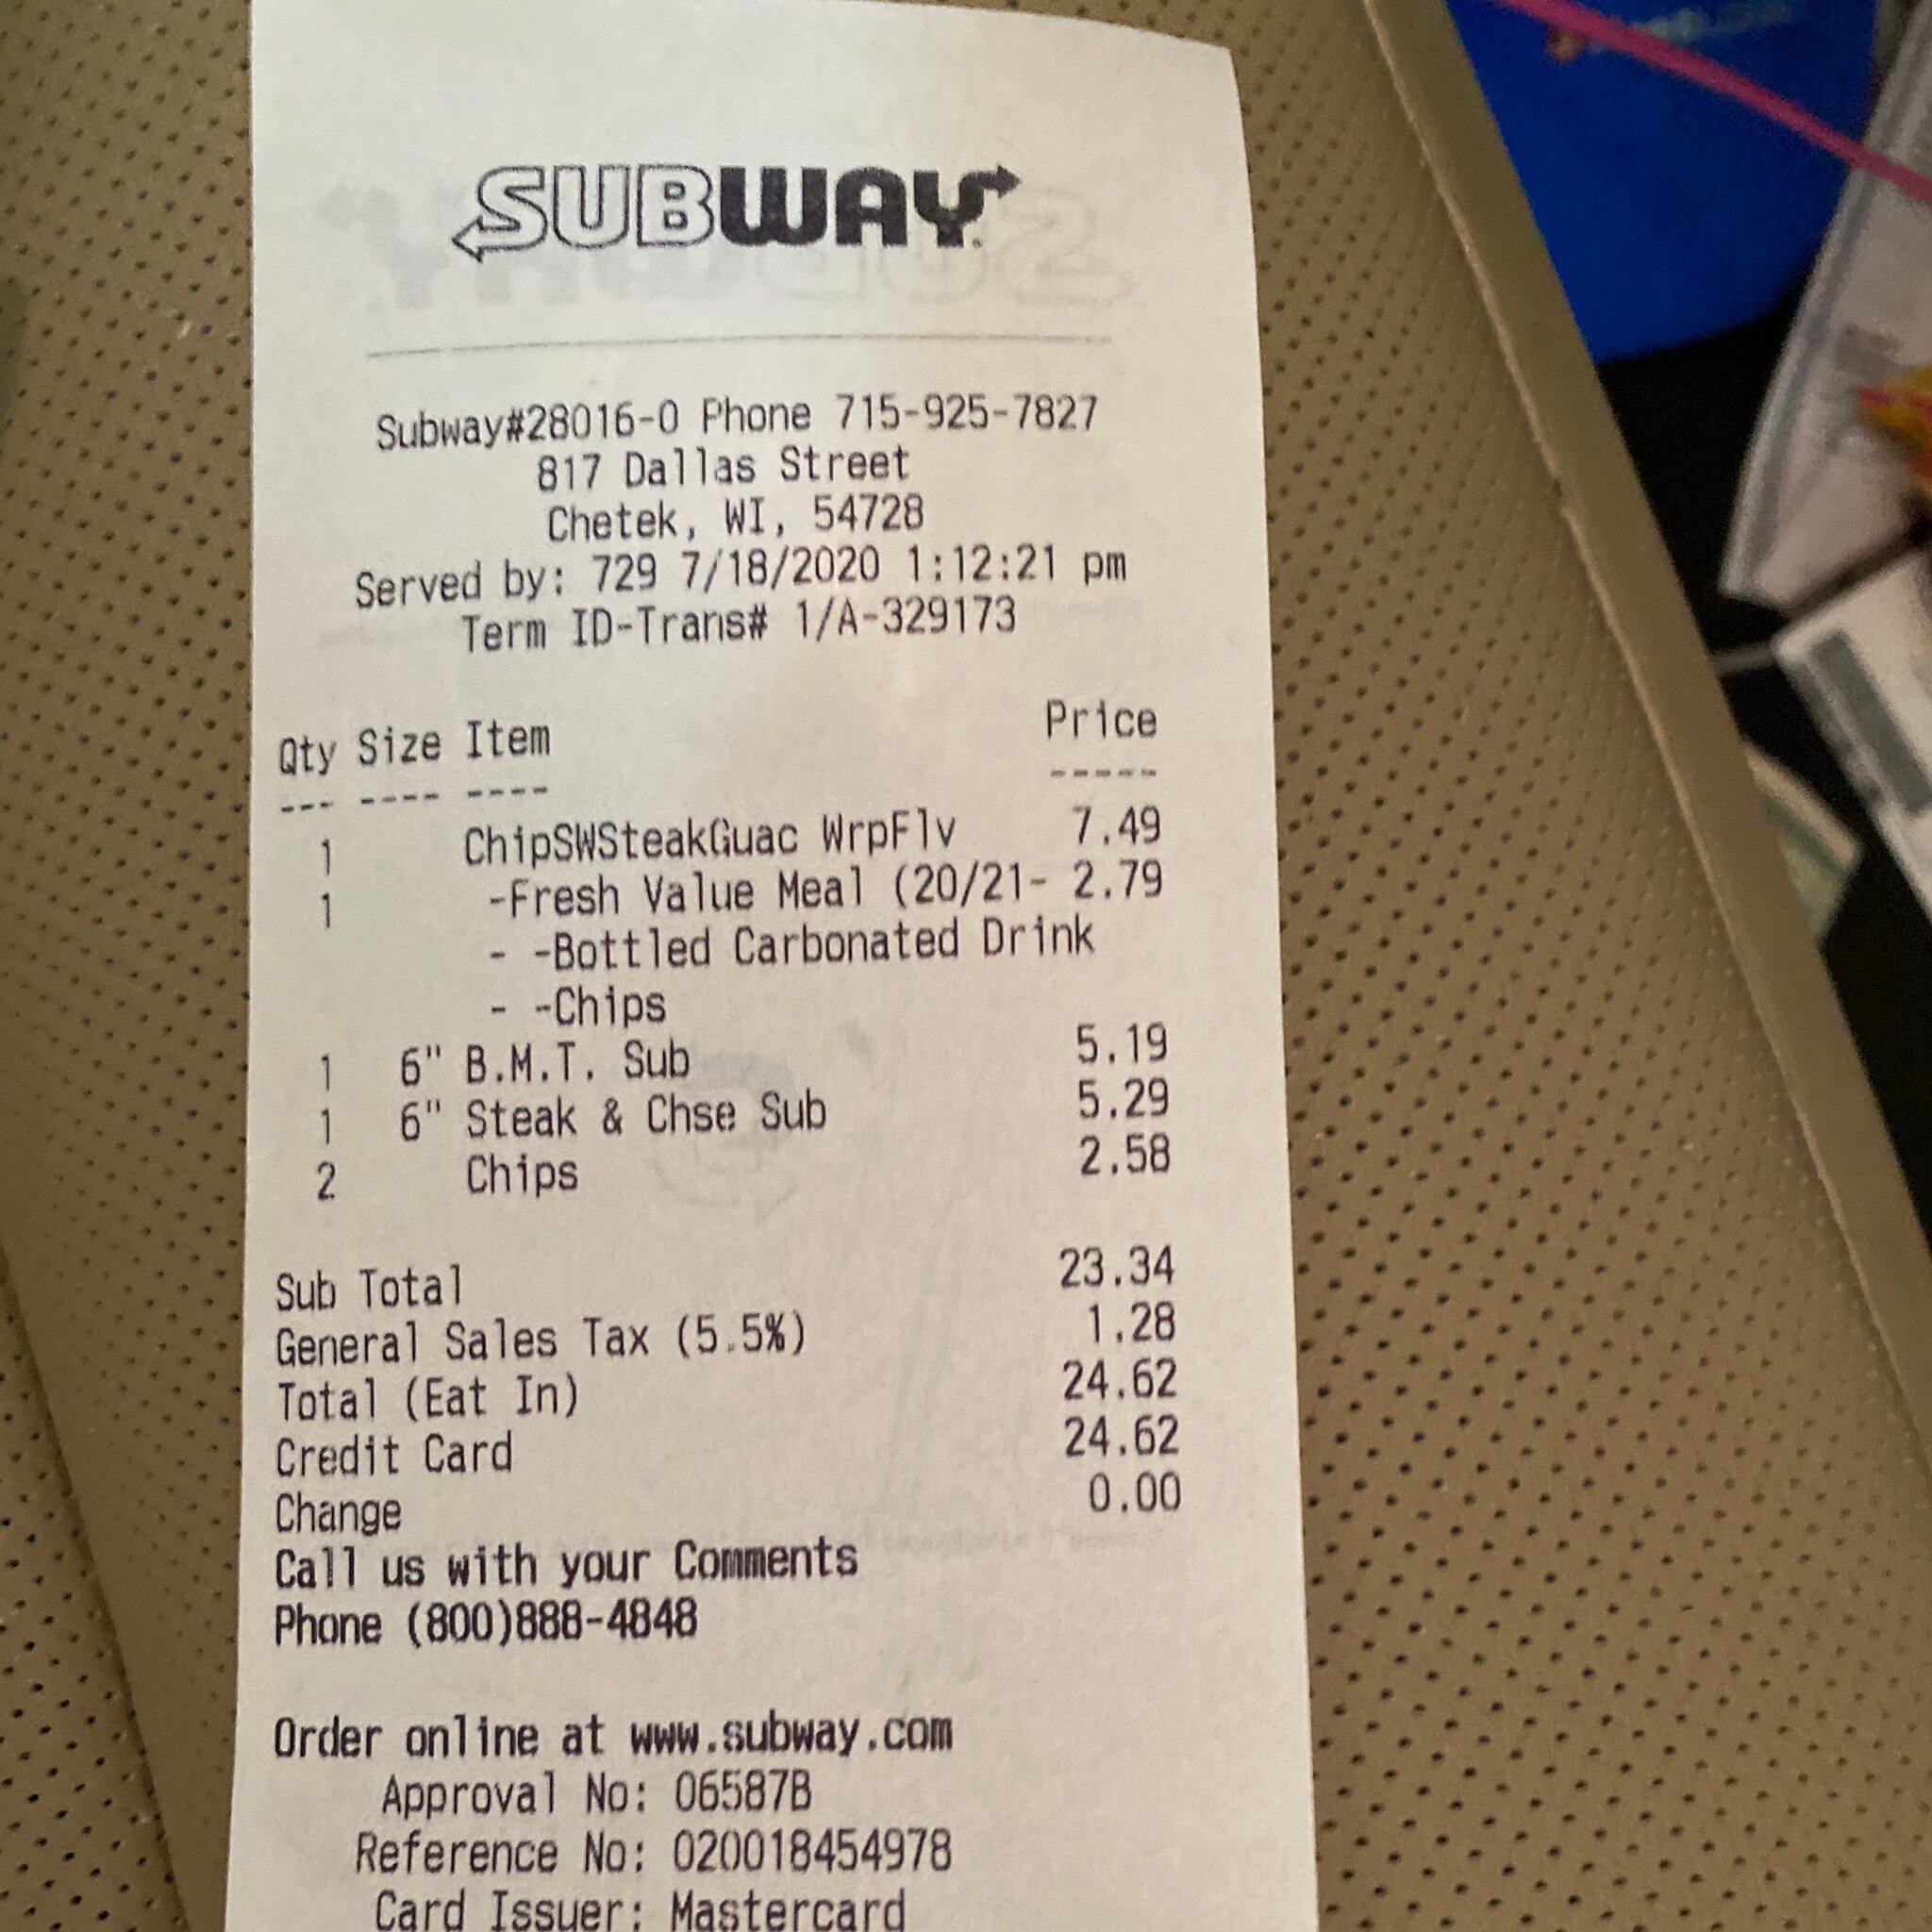 SUBWAY
Subway#28016-0 Phone 715-925-7827
817 Dallas Street
Chetek, WI, 54728
Served by: 729 7/18/2020 1:12:21 pm
Term ID-Trans# 1/A-329173
Qty Size Item Price
--- ---- ---- -----
1 ChipSWSteakGuac WrpFlv 7.49
1 -Fresh Value Meal (20/21- 2.79
- -Bottled Carbonated Drink
- -Chips
1 6" B.M.T. Sub 5.19
1 6" Steak & Chse Sub 5.29
2 Chips 2.58
Sub Total 23.34
General Sales Tax (5.5%) 1.28
Total (Eat In) 24.62
Credit Card 24.62
Change 0.00
Call us with your Comments
Phone (800)888-4848
Order online at www.subway.com
Approval No: 06587B
Reference No: 020018454978
Card Issuer: Mastercard